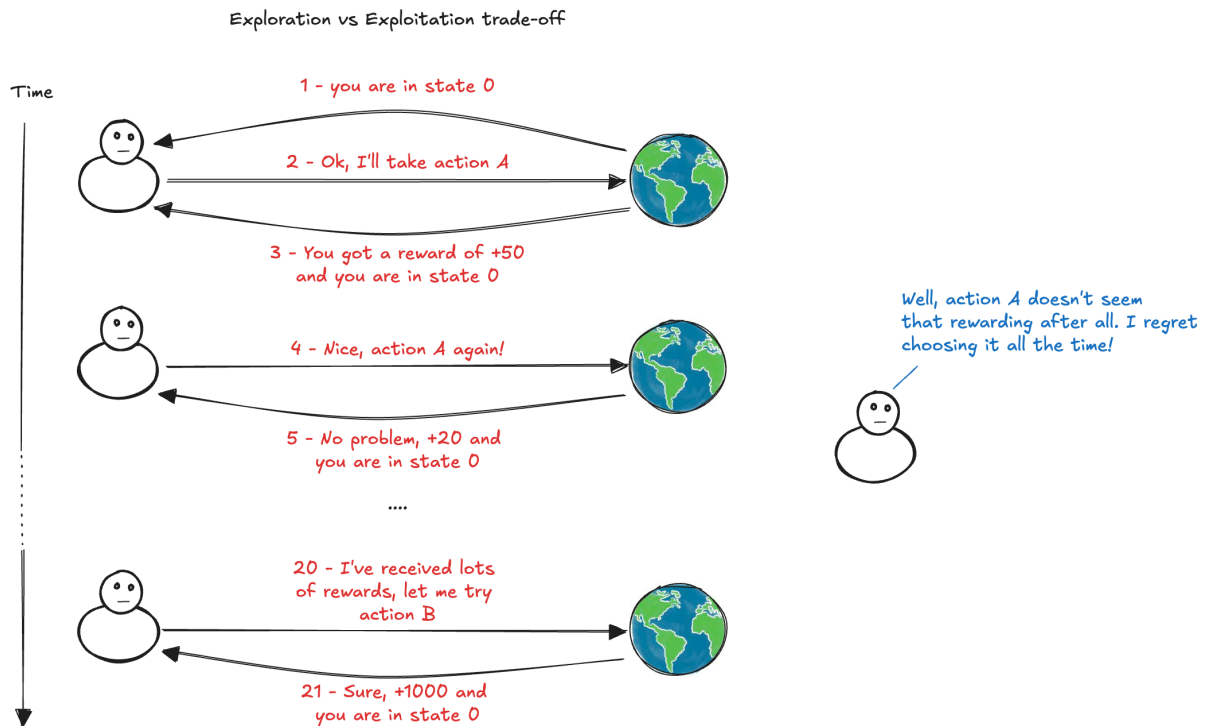 Exploration vs Exploitation trade-off
Time
1 - you are in state 0
2 - Ok, I'll take action A
3 - You got a reward of +50
and you are in state 0
4 - Nice, action A again!
5 - No problem, +20 and
you are in state 0
....
20 - I've received lots
of rewards, let me try
action B
21 - Sure, +1000 and
you are in state 0
Well, action A doesn't seem
that rewarding after all. I regret
choosing it all the time!